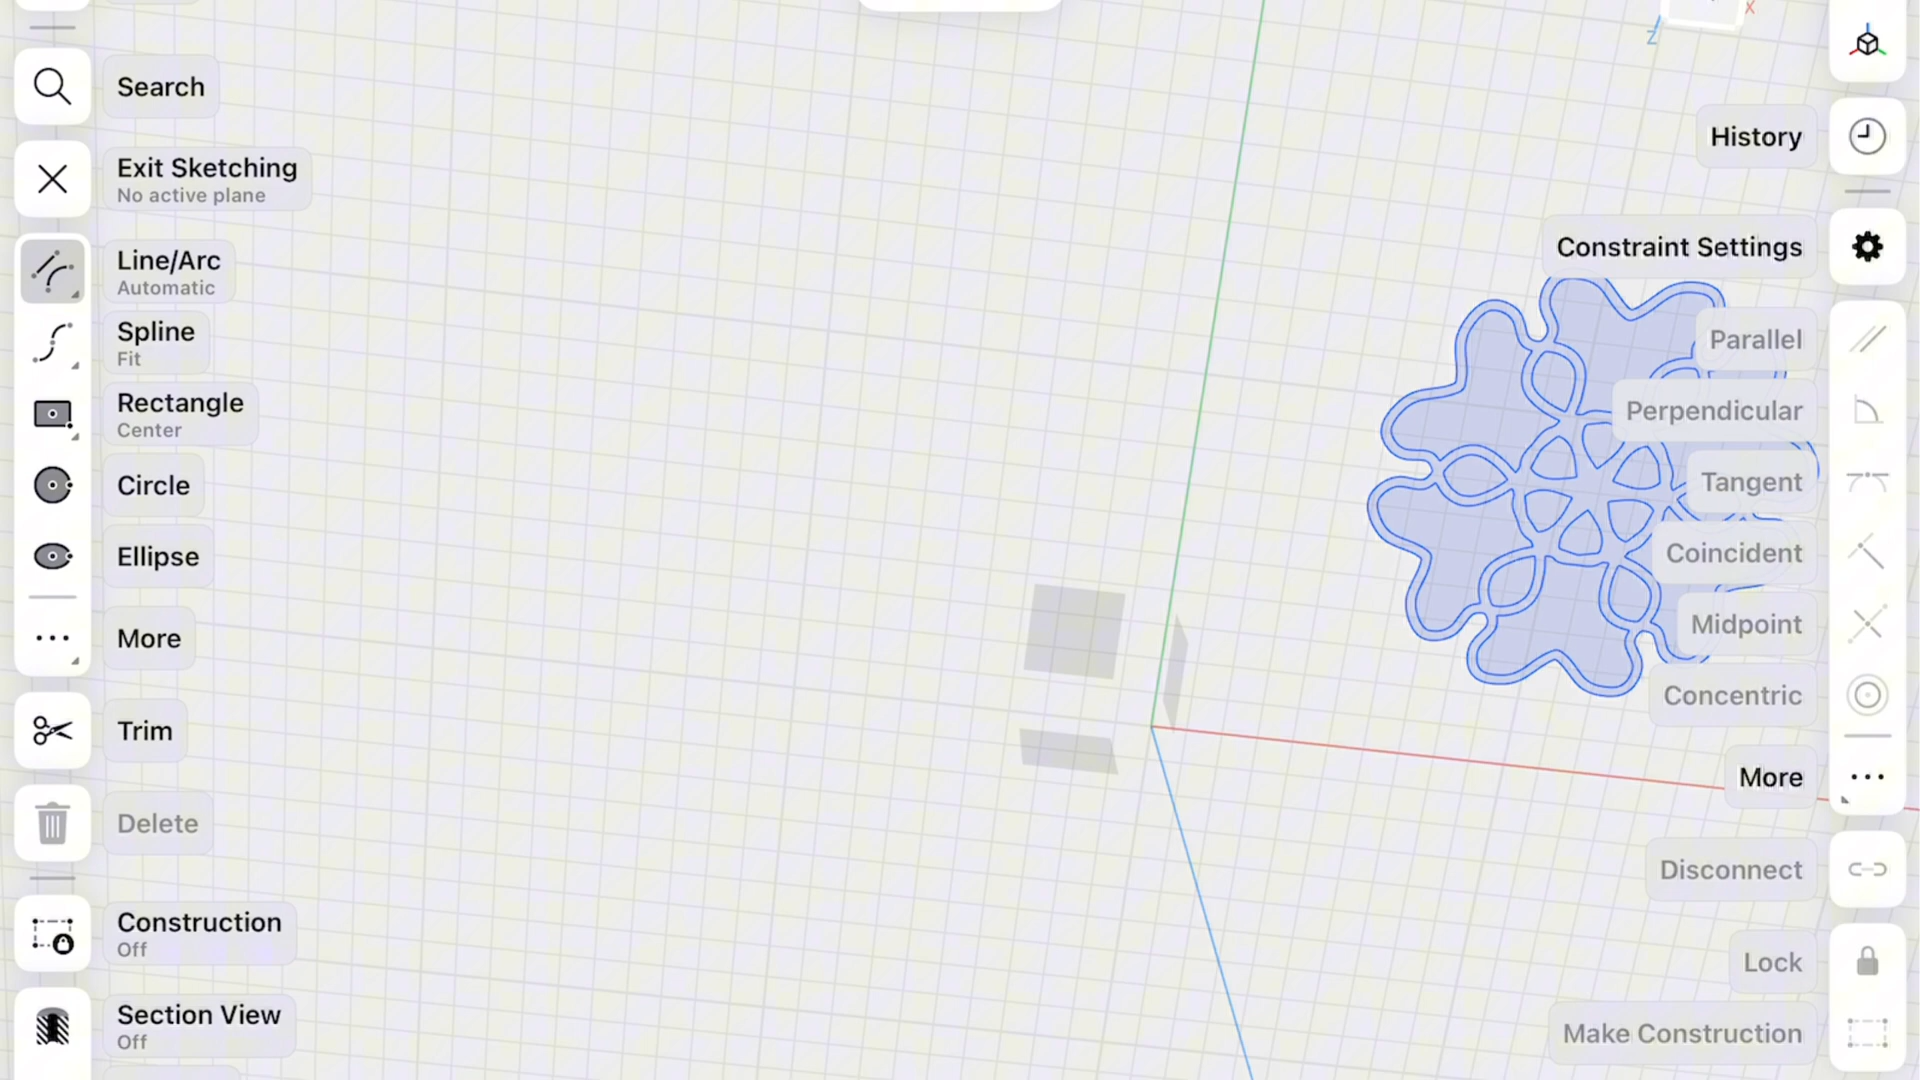 Search
Exit Sketching
No active plane
Line/Arc
Automatic
Spline
Fit
Rectangle
Center
Circle
Ellipse
More
Trim
Delete
Construction
Off
Section View
Off
X
Z
History
Constraint Settings
Parallel
Perpendicular
Tangent
Coincident
Midpoint
Concentric
More
Disconnect
Lock
Make Construction